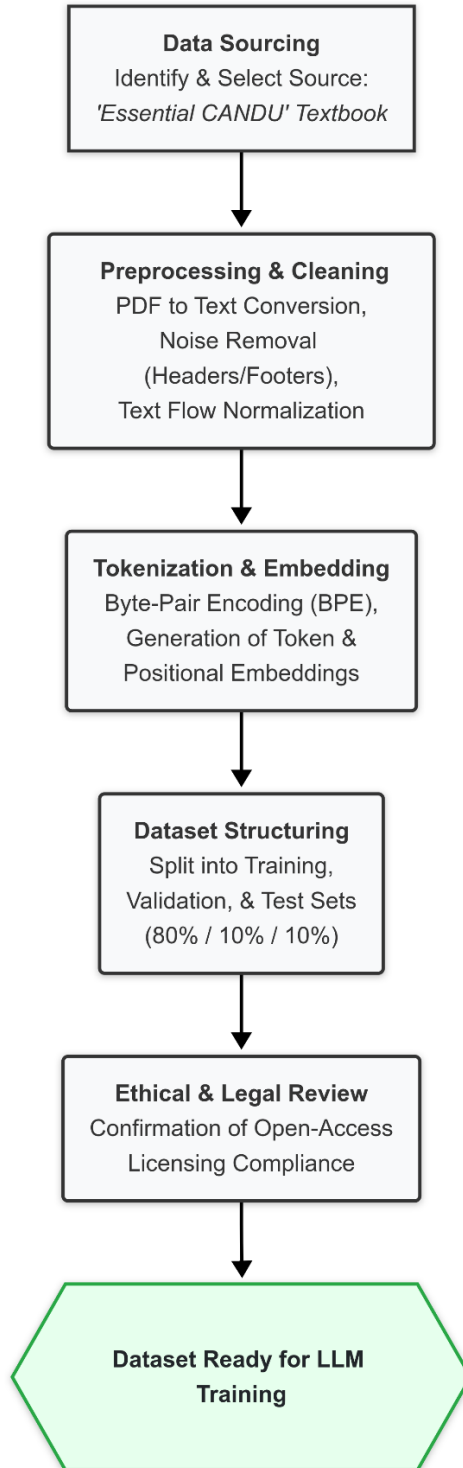 Data Sourcing
Identify & Select Source:
'Essential CANDU' Textbook
Preprocessing & Cleaning
PDF to Text Conversion,
Noise Removal
(Headers/Footers),
Text Flow Normalization
Tokenization & Embedding
Byte-Pair Encoding (BPE),
Generation of Token &
Positional Embeddings
Dataset Structuring
Split into Training,
Validation, & Test Sets
(80% / 10% / 10%)
Ethical & Legal Review
Confirmation of Open-Access
Licensing Compliance
Dataset Ready for LLM
Training